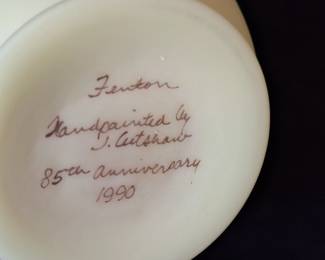 Fenton
Handpainted by
J. Cutshaw
85th Anniversary
1990